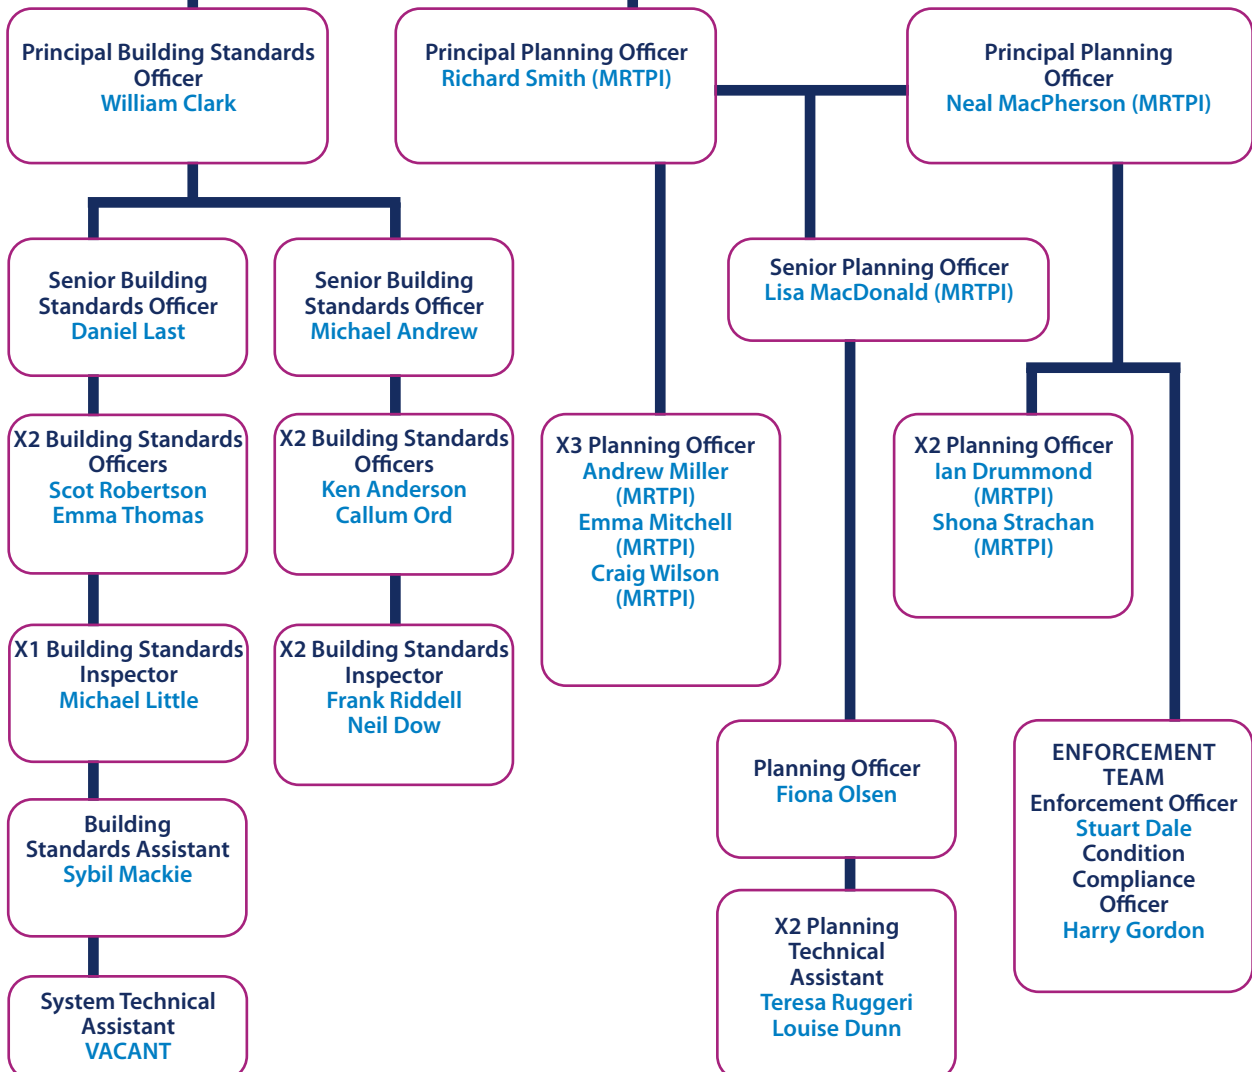 Principal Building Standards
Officer
William Clark
Principal Planning Officer
Richard Smith (MRTPI)
Principal Planning
Officer
Neal MacPherson (MRTPI)
Senior Building
Standards Officer
Daniel Last
Senior Building
Standards Officer
Michael Andrew
Senior Planning Officer
Lisa MacDonald (MRTPI)
X2 Building Standards
Officers
Scot Robertson
Emma Thomas
X2 Building Standards
Officers
Ken Anderson
Callum Ord
X3 Planning Officer
Andrew Miller
(MRTPI)
Emma Mitchell
(MRTPI)
Craig Wilson
(MRTPI)
X2 Planning Officer
Ian Drummond
(MRTPI)
Shona Strachan
(MRTPI)
X1 Building Standards
Inspector
Michael Little
X2 Building Standards
Inspector
Frank Riddell
Neil Dow
Planning Officer
Fiona Olsen
ENFORCEMENT
TEAM
Enforcement Officer
Stuart Dale
Condition
Compliance
Officer
Harry Gordon
Building
Standards Assistant
Sybil Mackie
X2 Planning
Technical
Assistant
Teresa Ruggeri
Louise Dunn
System Technical
Assistant
VACANT